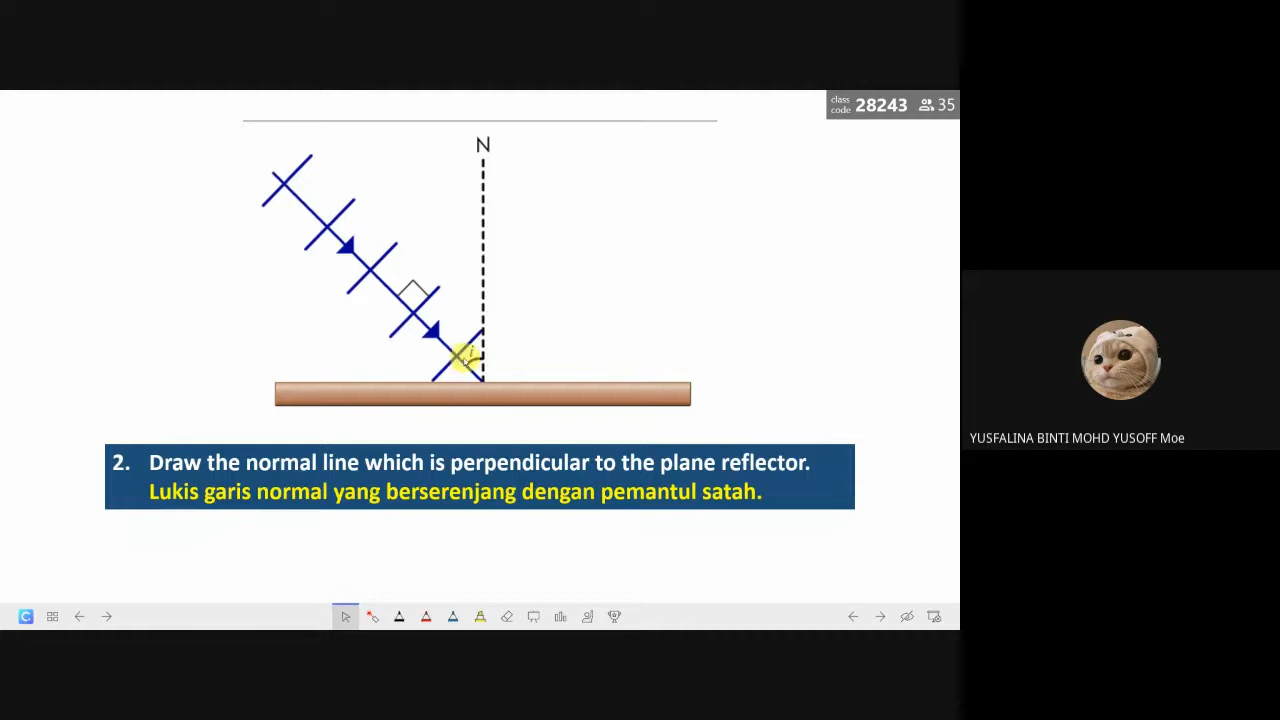 class
code 28243 35
N
i
2. Draw the normal line which is perpendicular to the plane reflector.
Lukis garis normal yang berserenjang dengan pemantul satah.
YUSFALINA BINTI MOHD YUSOFF Moe